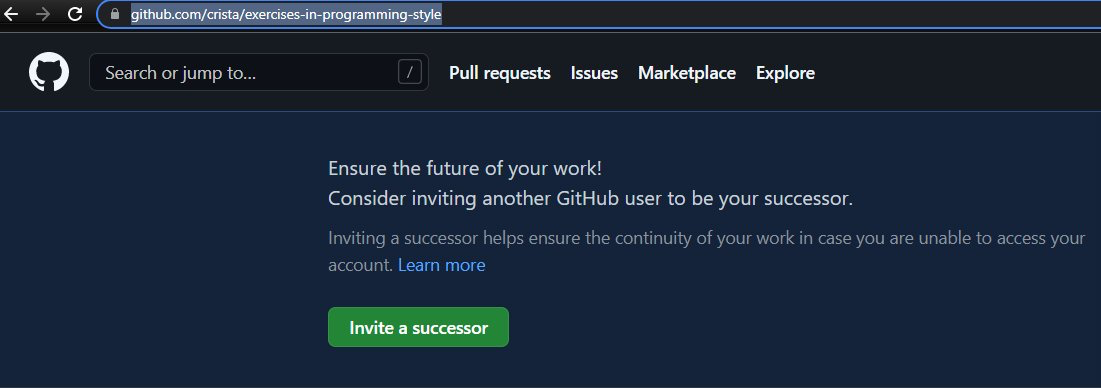 github.com/crista/exercises-in-programming-style
Search or jump to... / Pull requests Issues Marketplace Explore
Ensure the future of your work!
Consider inviting another GitHub user to be your successor.
Inviting a successor helps ensure the continuity of your work in case you are unable to access your
account. Learn more
Invite a successor